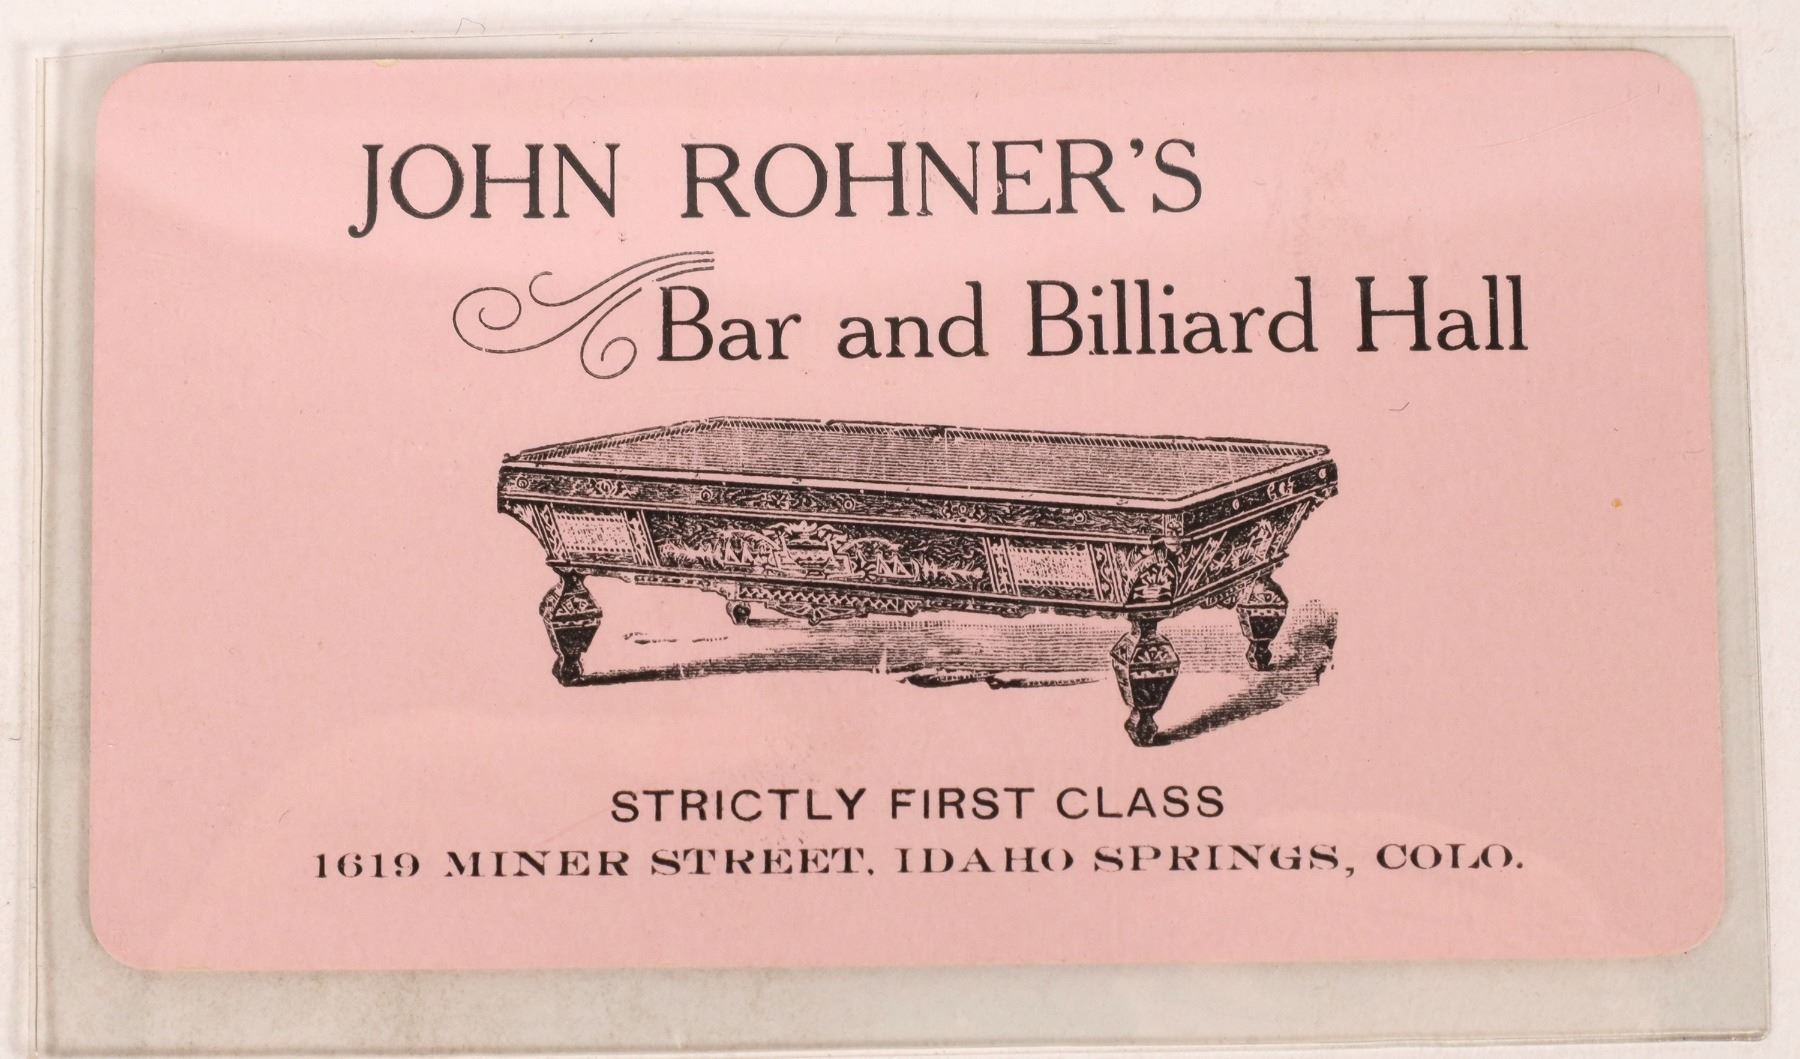 JOHN ROHNER'S
Bar and Billiard Hall
STRICTLY FIRST CLASS
1619 MINER STREET, IDAHO SPRINGS, COLO.